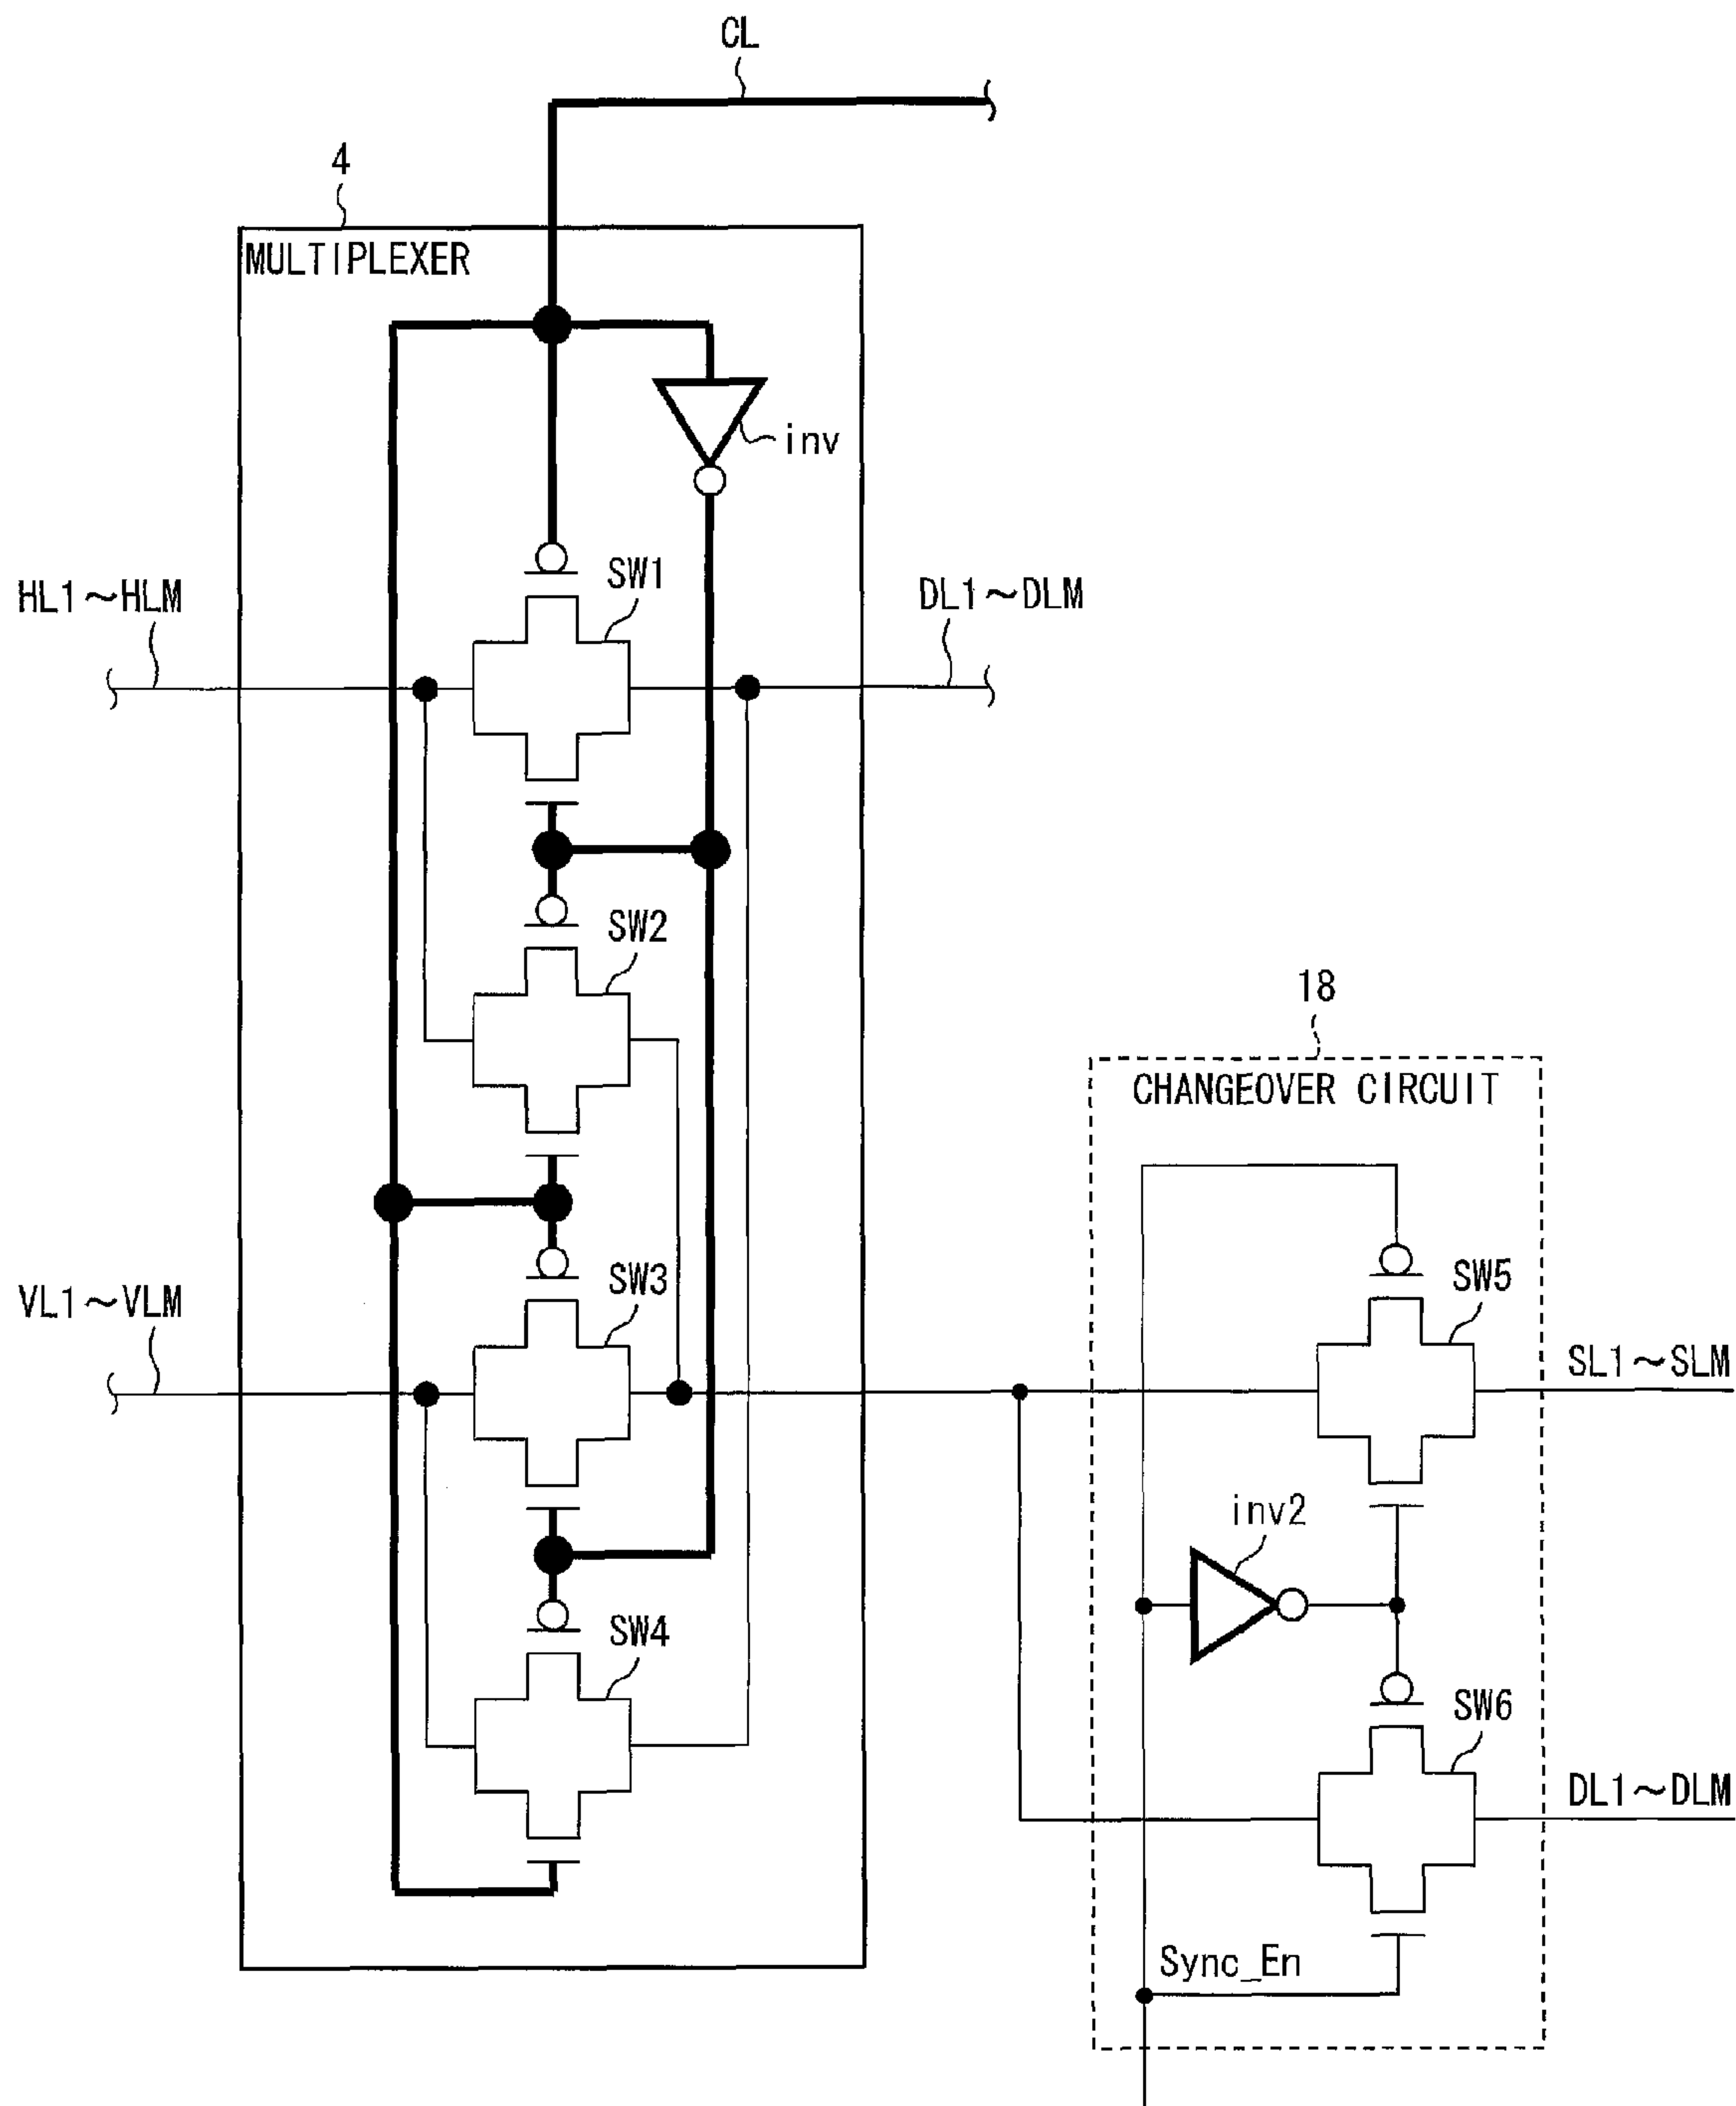 CL
4
MULTIPLEXER
inv
SW1
HL1～HLM
DL1～DLM
SW2
18
CHANGEOVER CIRCUIT
SW3
VL1～VLM
SW5
SL1～SLM
inv2
SW4
SW6
DL1～DLM
Sync_En